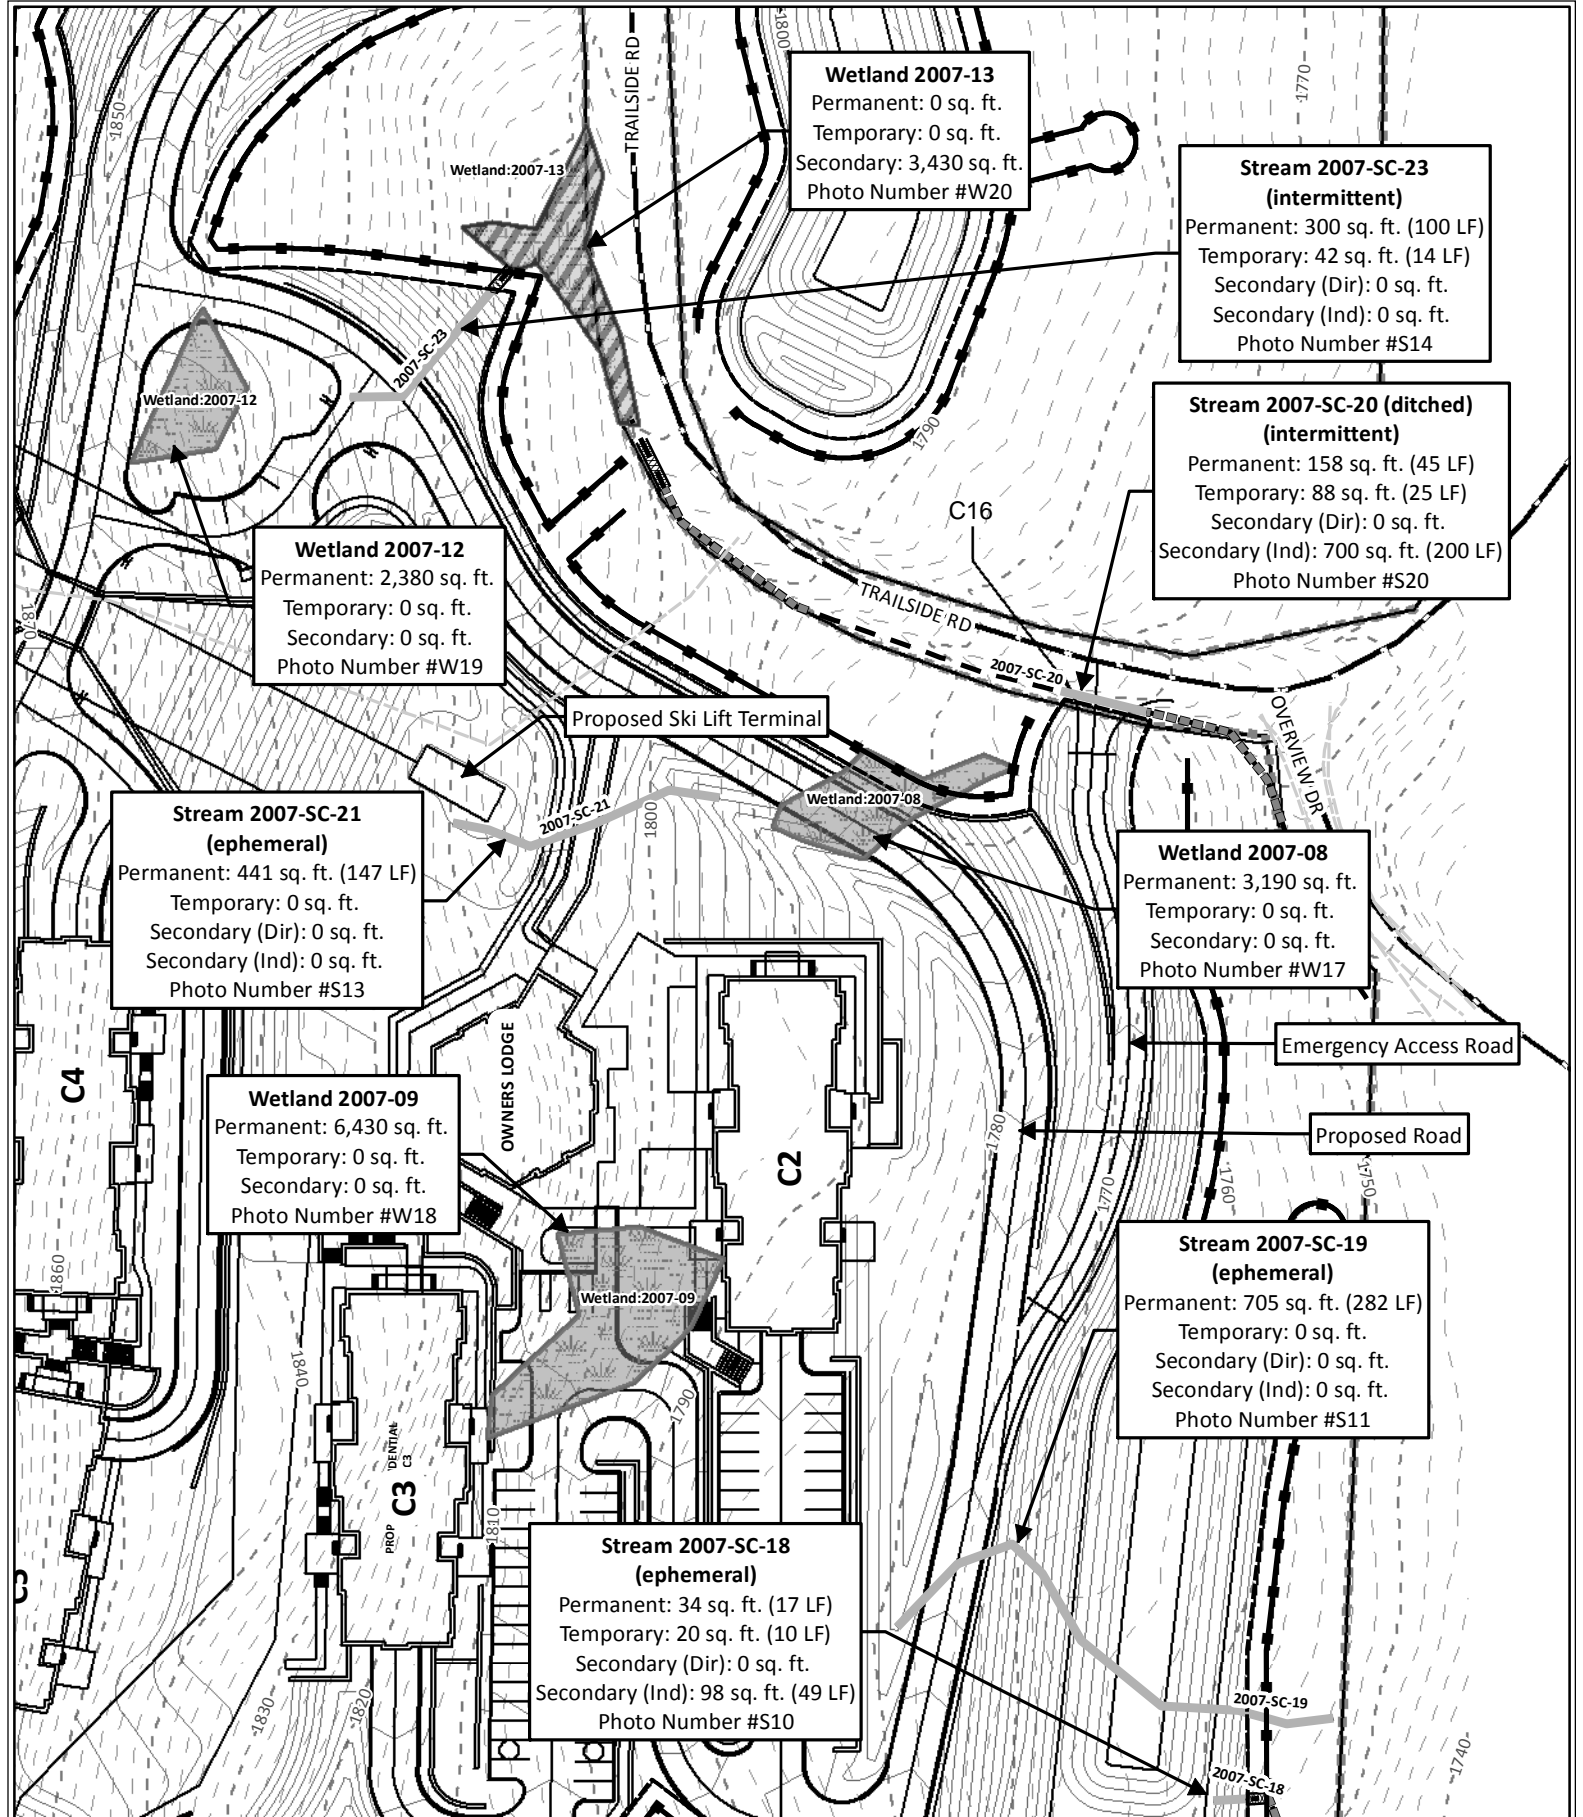 1800
TRAILSIDE RD
1770
1850
Wetland 2007-13
Permanent: 0 sq. ft.
Temporary: 0 sq. ft.
Secondary: 3,430 sq. ft.
Photo Number #W20
Wetland:2007-13
Stream 2007-SC-23
(intermittent)
Permanent: 300 sq. ft. (100 LF)
Temporary: 42 sq. ft. (14 LF)
Secondary (Dir): 0 sq. ft.
Secondary (Ind): 0 sq. ft.
Photo Number #S14
2007-SC-23
Wetland:2007-12
1790
Stream 2007-SC-20 (ditched)
(intermittent)
Permanent: 158 sq. ft. (45 LF)
Temporary: 88 sq. ft. (25 LF)
Secondary (Dir): 0 sq. ft.
Secondary (Ind): 700 sq. ft. (200 LF)
Photo Number #S20
C16
Wetland 2007-12
Permanent: 2,380 sq. ft.
Temporary: 0 sq. ft.
Secondary: 0 sq. ft.
Photo Number #W19
1870
TRAILSIDE RD
2007-SC-20
OVERVIEW DR
Proposed Ski Lift Terminal
Wetland:2007-08
2007-SC-21
1800
Stream 2007-SC-21
(ephemeral)
Permanent: 441 sq. ft. (147 LF)
Temporary: 0 sq. ft.
Secondary (Dir): 0 sq. ft.
Secondary (Ind): 0 sq. ft.
Photo Number #S13
Wetland 2007-08
Permanent: 3,190 sq. ft.
Temporary: 0 sq. ft.
Secondary: 0 sq. ft.
Photo Number #W17
Emergency Access Road
C4
OWNERS LODGE
Wetland 2007-09
Permanent: 6,430 sq. ft.
Temporary: 0 sq. ft.
Secondary: 0 sq. ft.
Photo Number #W18
C2
1780
Proposed Road
1770
1760
1750
Stream 2007-SC-19
(ephemeral)
Permanent: 705 sq. ft. (282 LF)
Temporary: 0 sq. ft.
Secondary (Dir): 0 sq. ft.
Secondary (Ind): 0 sq. ft.
Photo Number #S11
1860
Wetland:2007-09
1840
1790
PROP
DENTIAL
C3
C3
1810
Stream 2007-SC-18
(ephemeral)
Permanent: 34 sq. ft. (17 LF)
Temporary: 20 sq. ft. (10 LF)
Secondary (Dir): 0 sq. ft.
Secondary (Ind): 98 sq. ft. (49 LF)
Photo Number #S10
1830
1820
2007-SC-19
1740
2007-SC-18